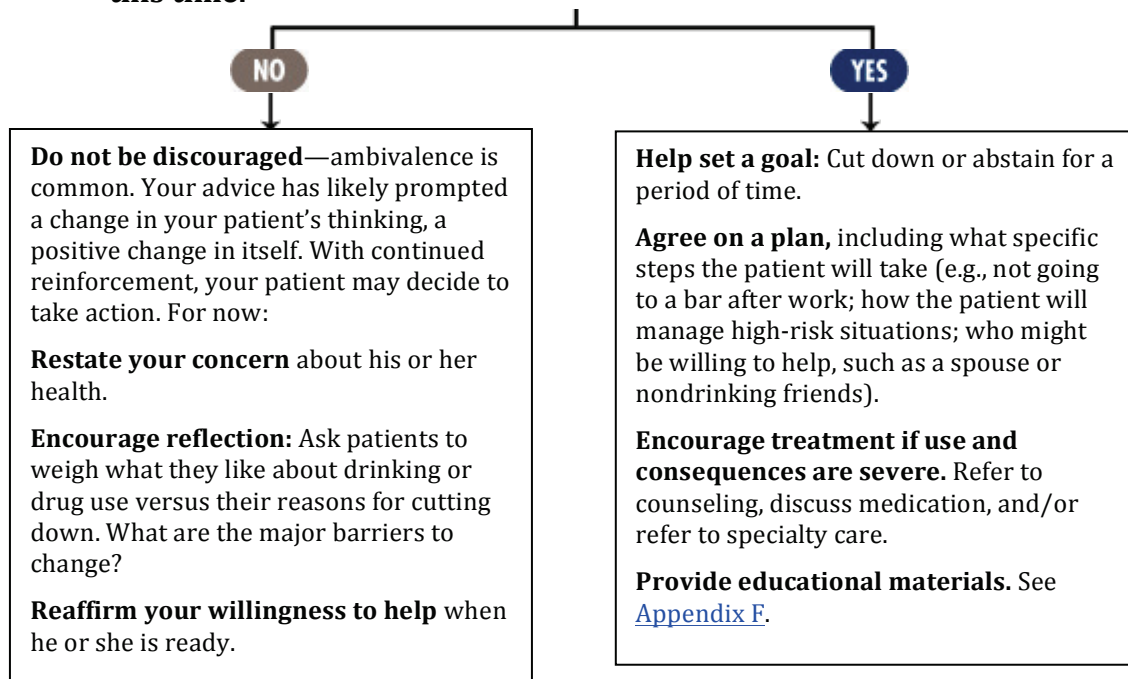 this time.
NO
YES
Do not be discouraged—ambivalence is
common. Your advice has likely prompted
a change in your patient's thinking, a
positive change in itself. With continued
reinforcement, your patient may decide to
take action. For now:
Restate your concern about his or her
health.
Encourage reflection: Ask patients to
weigh what they like about drinking or
drug use versus their reasons for cutting
down. What are the major barriers to
change?
Reaffirm your willingness to help when
he or she is ready.
Help set a goal: Cut down or abstain for a
period of time.
Agree on a plan, including what specific
steps the patient will take (e.g., not going
to a bar after work; how the patient will
manage high-risk situations; who might
be willing to help, such as a spouse or
nondrinking friends).
Encourage treatment if use and
consequences are severe. Refer to
counseling, discuss medication, and/or
refer to specialty care.
Provide educational materials. See
Appendix F.